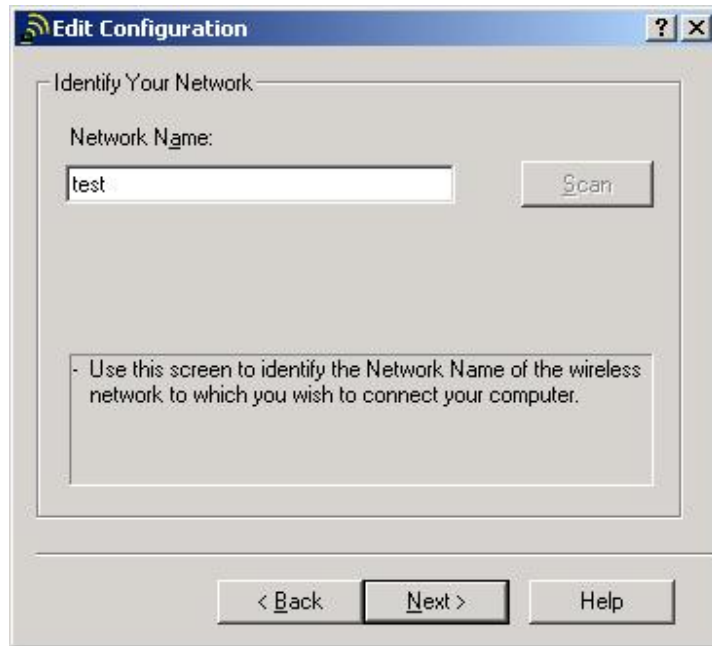 Edit Configuration
Identify Your Network
Network Name:
test
Scan
- Use this screen to identify the Network Name of the wireless
network to which you wish to connect your computer.
< Back
Next >
Help